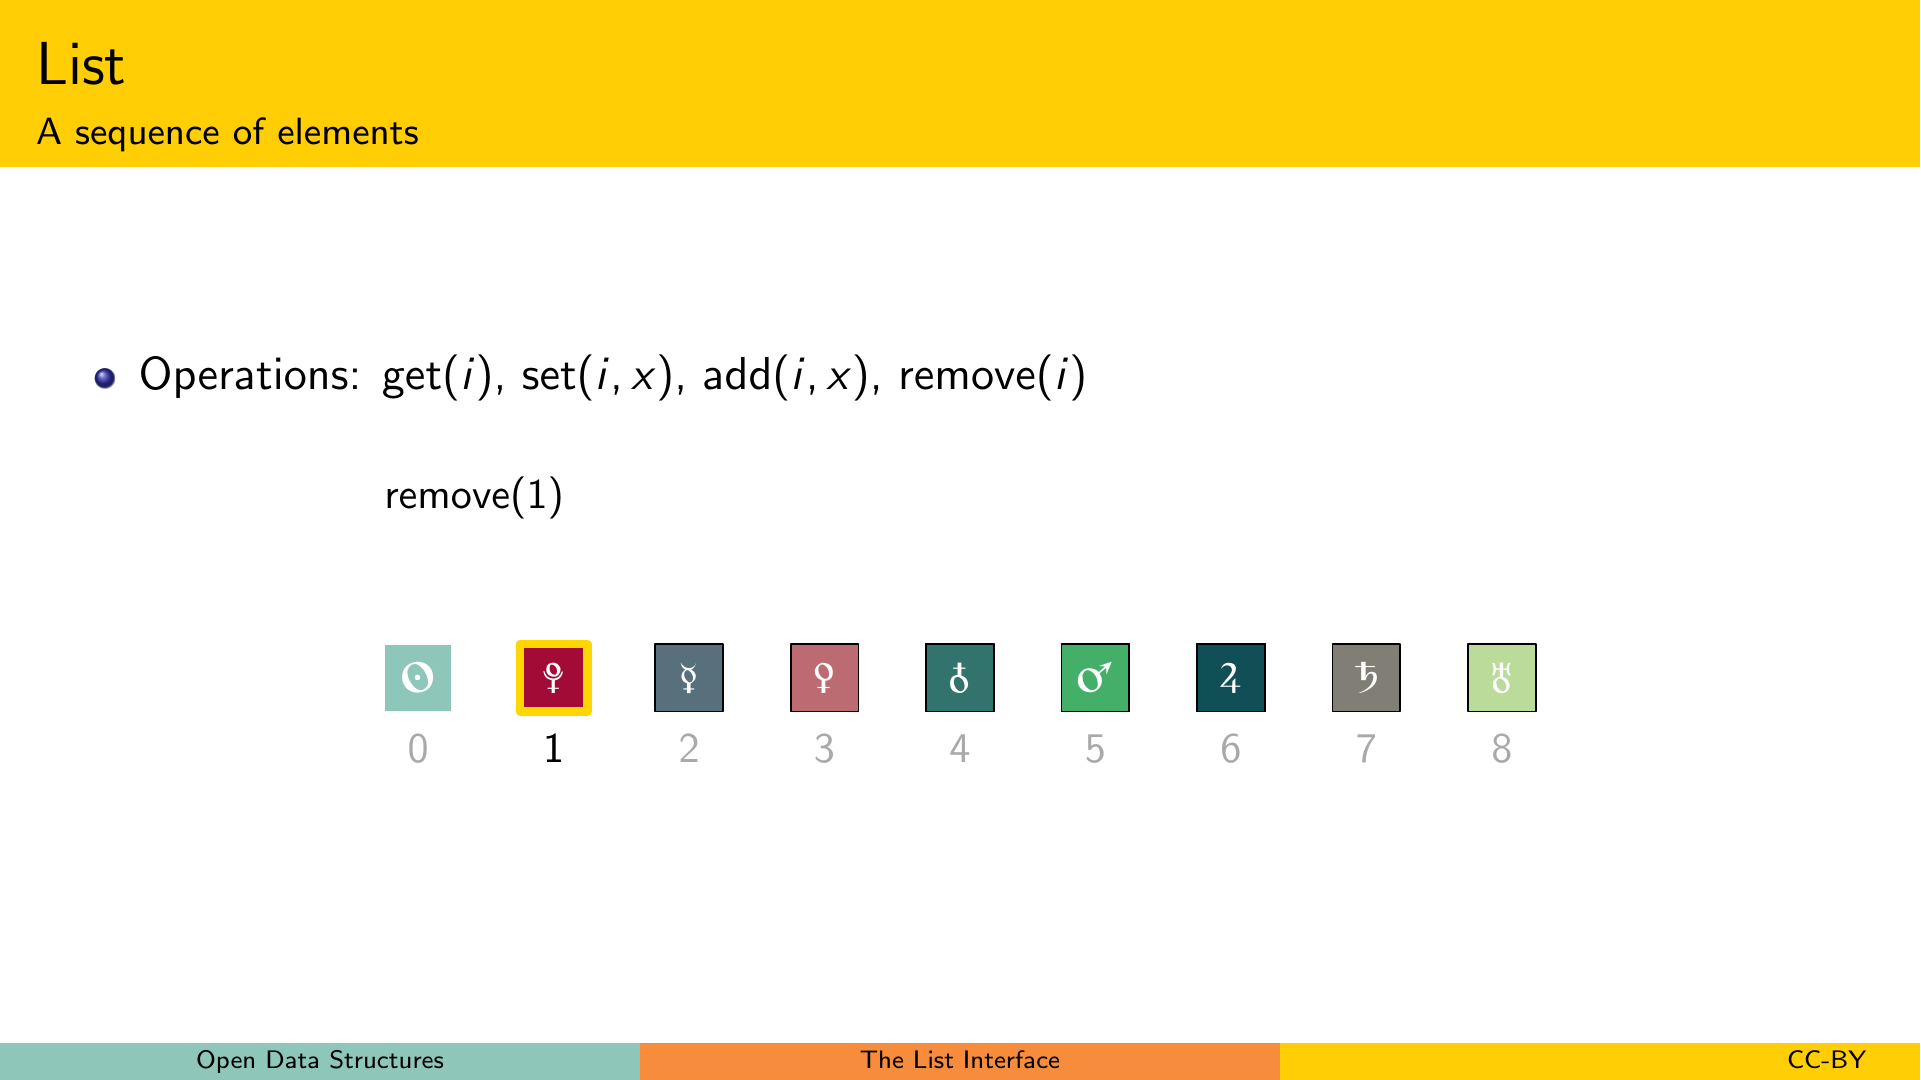 List
A sequence of elements
Operations: get(i), set(i, x), add(i, x), remove(i)
remove(1)
☉ ♇ ☿ ♀ ♁ ♂ ♃ ♄ ♅
0 1 2 3 4 5 6 7 8
Open Data Structures The List Interface CC-BY